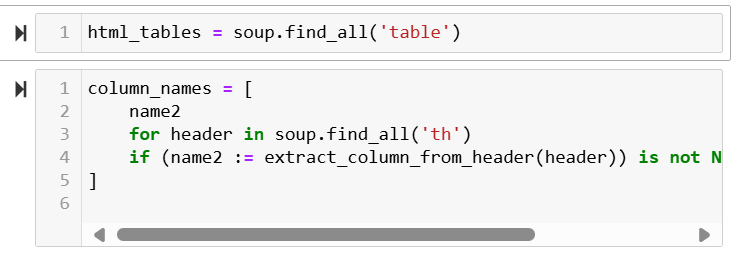 1 html_tables = soup.find_all('table')
1 column_names = [
2     name2
3     for header in soup.find_all('th')
4     if (name2 := extract_column_from_header(header)) is not N
5 ]
6